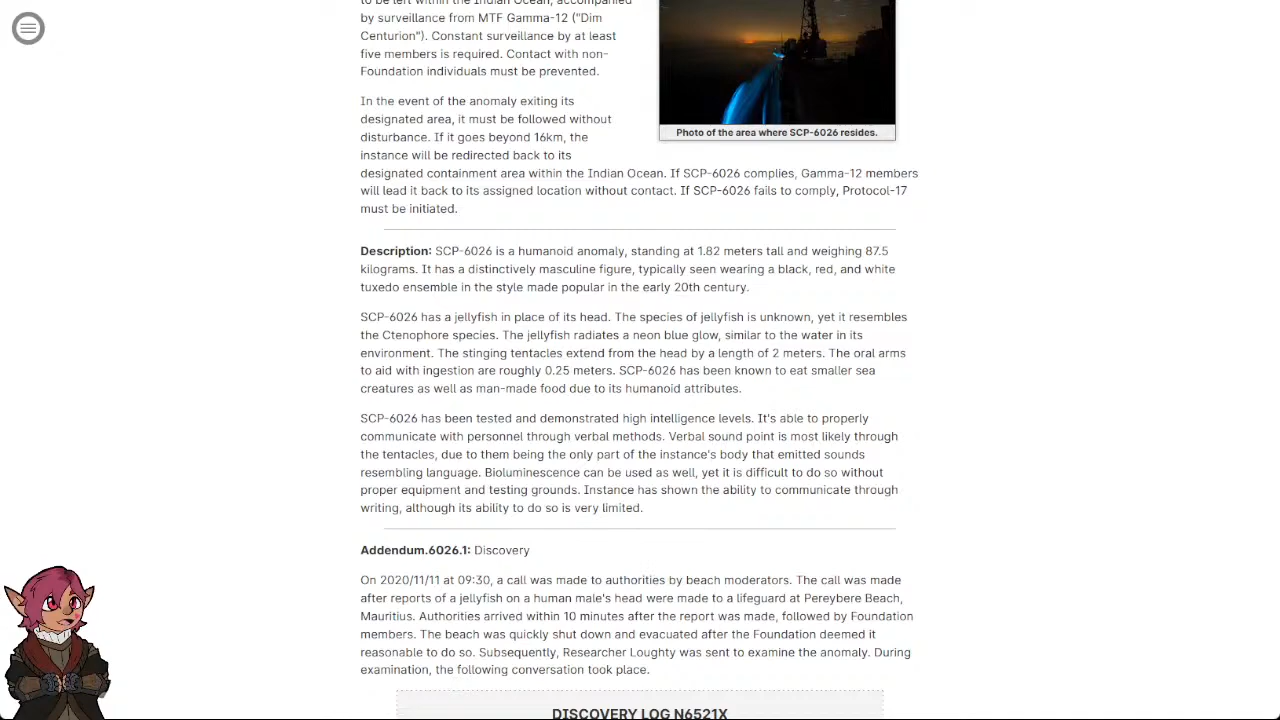 to be left within the Indian Ocean, accompanied
by surveillance from MTF Gamma-12 ("Dim
Centurion"). Constant surveillance by at least
five members is required. Contact with non-
Foundation individuals must be prevented.
Photo of the area where SCP-6026 resides.
In the event of the anomaly exiting its
designated area, it must be followed without
disturbance. If it goes beyond 16km, the
instance will be redirected back to its
designated containment area within the Indian Ocean. If SCP-6026 complies, Gamma-12 members
will lead it back to its assigned location without contact. If SCP-6026 fails to comply, Protocol-17
must be initiated.
Description: SCP-6026 is a humanoid anomaly, standing at 1.82 meters tall and weighing 87.5
kilograms. It has a distinctively masculine figure, typically seen wearing a black, red, and white
tuxedo ensemble in the style made popular in the early 20th century.
SCP-6026 has a jellyfish in place of its head. The species of jellyfish is unknown, yet it resembles
the Ctenophore species. The jellyfish radiates a neon blue glow, similar to the water in its
environment. The stinging tentacles extend from the head by a length of 2 meters. The oral arms
to aid with ingestion are roughly 0.25 meters. SCP-6026 has been known to eat smaller sea
creatures as well as man-made food due to its humanoid attributes.
SCP-6026 has been tested and demonstrated high intelligence levels. It's able to properly
communicate with personnel through verbal methods. Verbal sound point is most likely through
the tentacles, due to them being the only part of the instance's body that emitted sounds
resembling language. Bioluminescence can be used as well, yet it is difficult to do so without
proper equipment and testing grounds. Instance has shown the ability to communicate through
writing, although its ability to do so is very limited.
Addendum.6026.1: Discovery
On 2020/11/11 at 09:30, a call was made to authorities by beach moderators. The call was made
after reports of a jellyfish on a human male's head were made to a lifeguard at Pereybere Beach,
Mauritius. Authorities arrived within 10 minutes after the report was made, followed by Foundation
members. The beach was quickly shut down and evacuated after the Foundation deemed it
reasonable to do so. Subsequently, Researcher Loughty was sent to examine the anomaly. During
examination, the following conversation took place.
DISCOVERY LOG N6521X